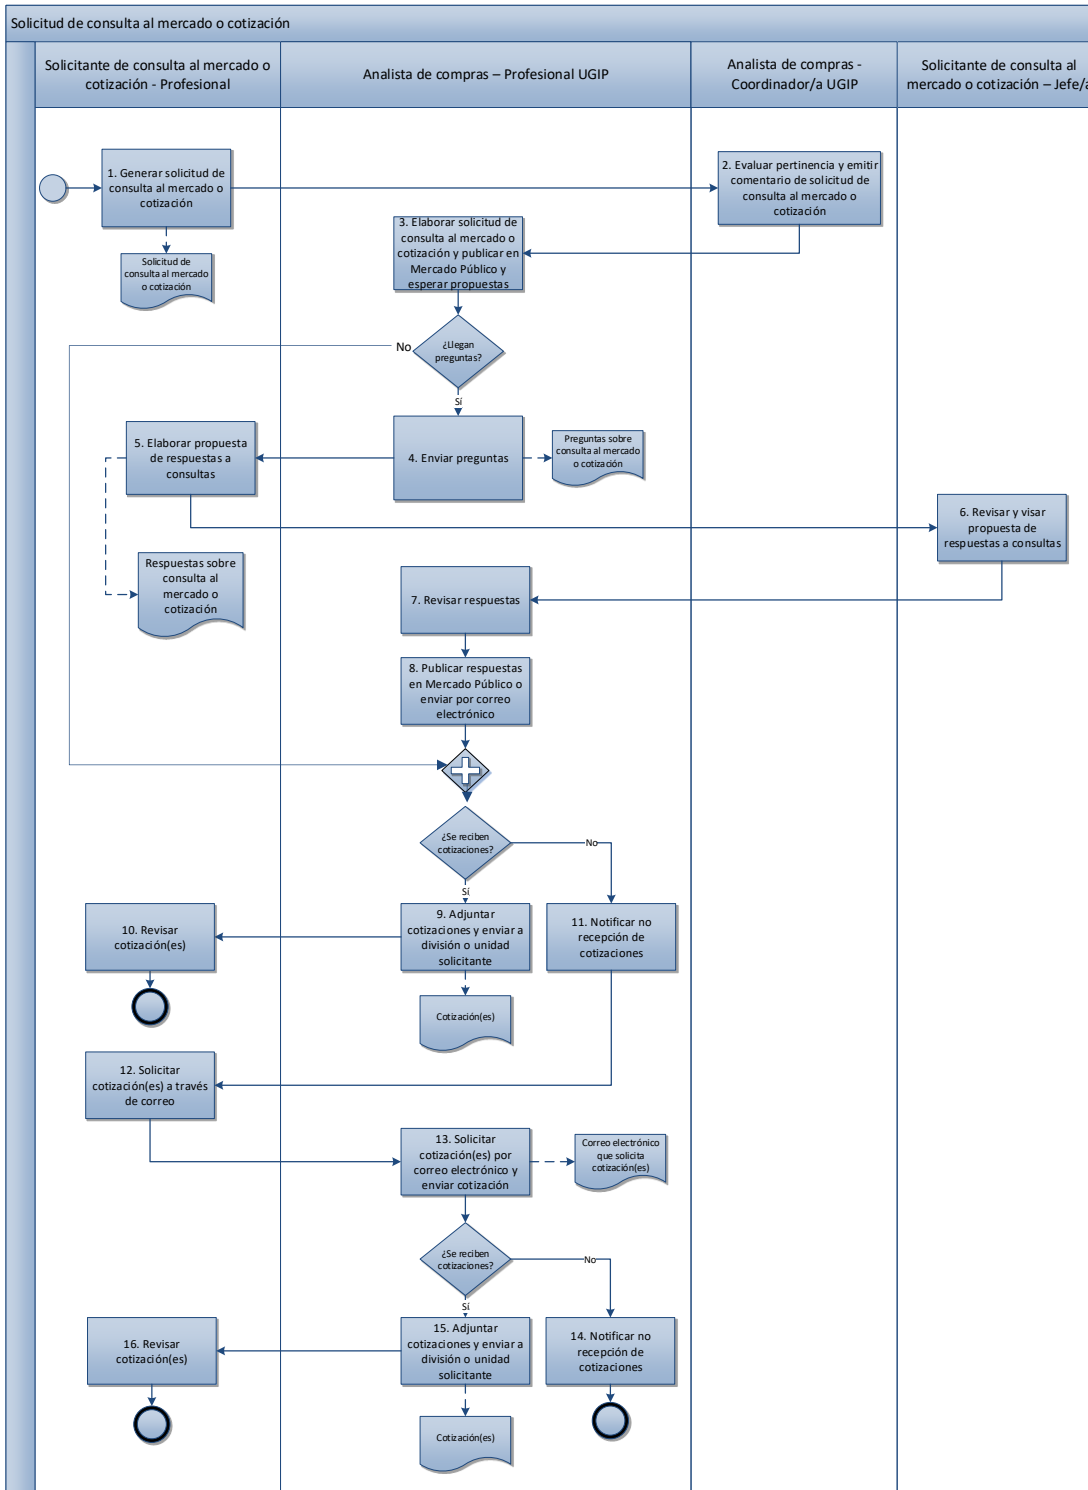 Solicitud de consulta al mercado o cotización
Solicitante de consulta al mercado o
cotización - Profesional
Analista de compras – Profesional UGIP
Analista de compras -
Coordinador/a UGIP
Solicitante de consulta al
mercado o cotización – Jefe/a
1. Generar solicitud de
consulta al mercado o
cotización
2. Evaluar pertinencia y emitir
comentario de solicitud de
consulta al mercado o
cotización
3. Elaborar solicitud de
consulta al mercado o
cotización y publicar en
Mercado Público y
esperar propuestas
Solicitud de
consulta al mercado
o cotización
¿Llegan
preguntas?
No
Sí
4. Enviar preguntas
Preguntas sobre
consulta al mercado
o cotización
5. Elaborar propuesta
de respuestas a
consultas
6. Revisar y visar
propuesta de
respuestas a consultas
Respuestas sobre
consulta al
mercado o
cotización
7. Revisar respuestas
8. Publicar respuestas
en Mercado Público o
enviar por correo
electrónico
¿Se reciben
cotizaciones?
No
Sí
9. Adjuntar
cotizaciones y enviar a
división o unidad
solicitante
10. Revisar
cotización(es)
11. Notificar no
recepción de
cotizaciones
Cotización(es)
12. Solicitar
cotización(es) a través
de correo
13. Solicitar
cotización(es) por
correo electrónico y
enviar cotización
Correo electrónico
que solicita
cotización(es)
¿Se reciben
cotizaciones?
No
Sí
15. Adjuntar
cotizaciones y enviar a
división o unidad
solicitante
16. Revisar
cotización(es)
14. Notificar no
recepción de
cotizaciones
Cotización(es)